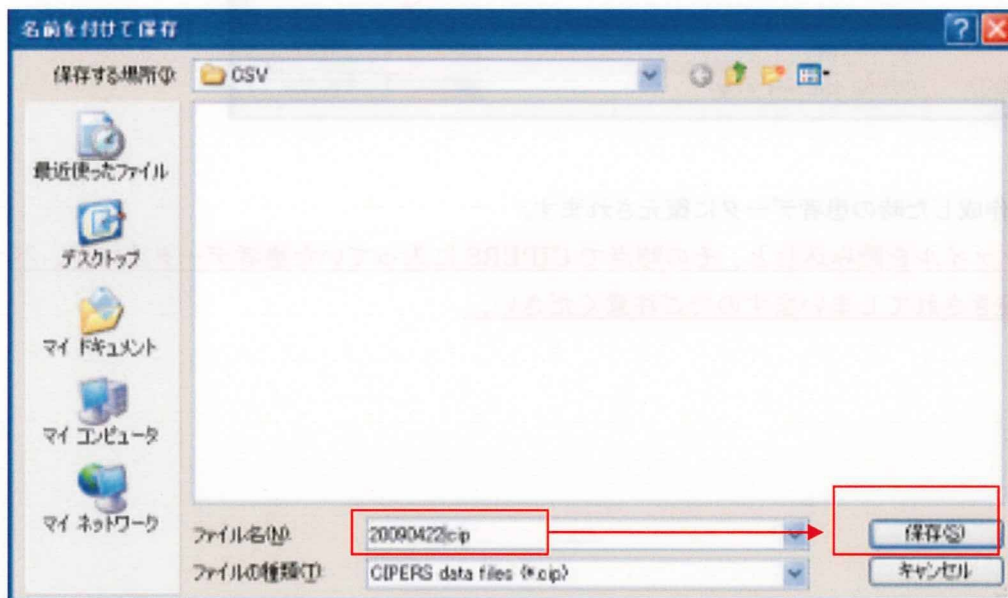 名前を付けて保存
保存する場所(I):
CSV
最近使ったファイル
デスクトップ
マイ ドキュメント
マイ コンピュータ
マイ ネットワーク
ファイル名(N):
20090422.cip
保存(S)
ファイルの種類(T):
CIPERS data files (*.cip)
キャンセル